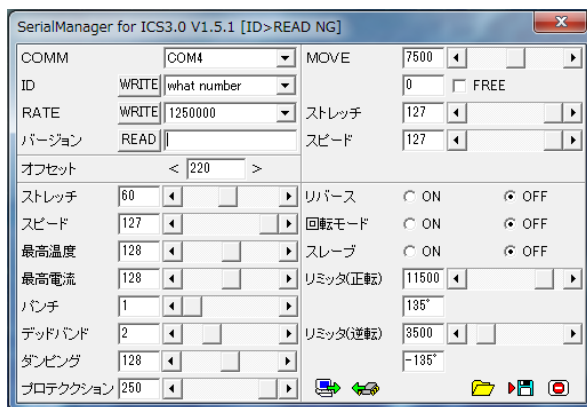 SerialManager for ICS3.0 V1.5.1 [ID>READ NG]
COMM COM4
ID WRITE what number
RATE WRITE 1250000
バージョン READ
オフセット < 220 >
ストレッチ 60
スピード 127
最高温度 128
最高電流 128
パンチ 1
デッドバンド 2
ダンピング 128
プロテクション 250
MOVE 7500
0 FREE
ストレッチ 127
スピード 127
リバース ON OFF
回転モード ON OFF
スレーブ ON OFF
リミッタ(正転) 11500
135°
リミッタ(逆転) 3500
-135°